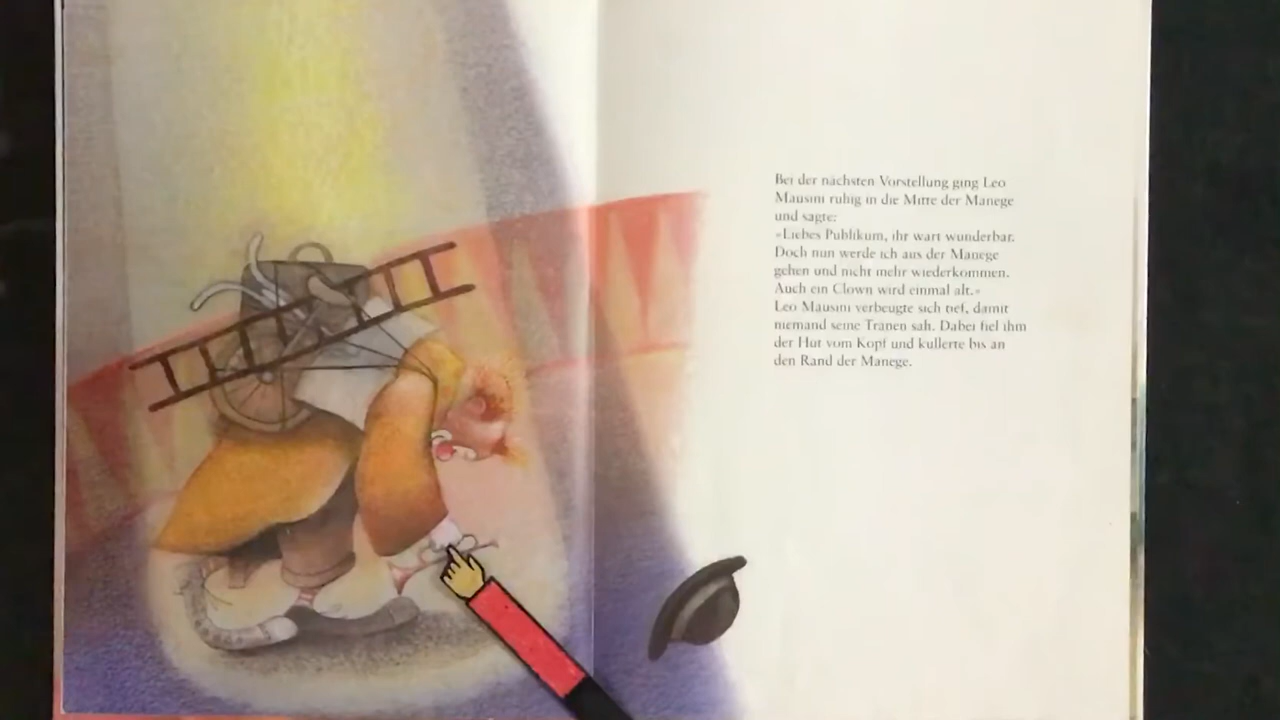 Bei der nächsten Vorstellung ging Leo
Mausini ruhig in die Mitte der Manege
und sagte:
»Liebes Publikum, ihr wart wunderbar.
Doch nun werde ich aus der Manege
gehen und nicht mehr wiederkommen.
Auch ein Clown wird einmal alt.«
Leo Mausini verbeugte sich tief, damit
niemand seine Tränen sah. Dabei fiel ihm
der Hut vom Kopf und kullerte bis an
den Rand der Manege.